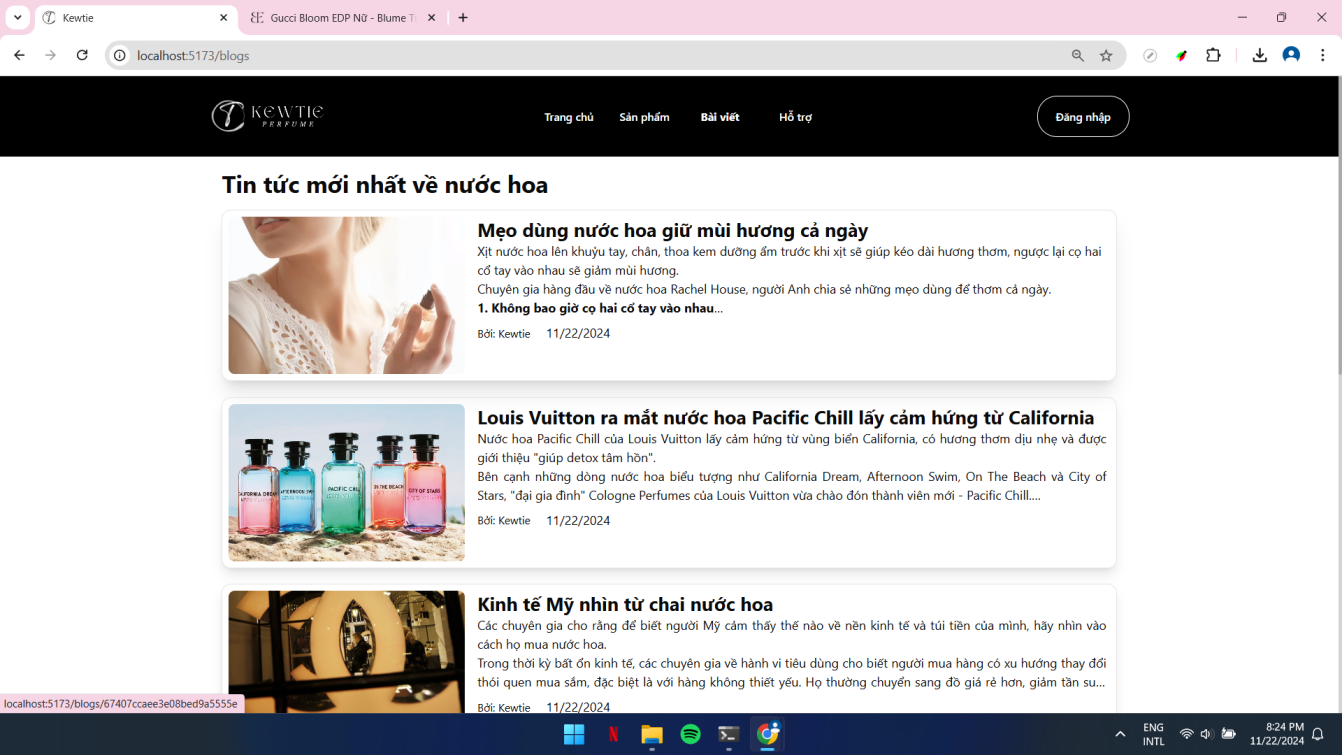 Kewtie
Gucci Bloom EDP Nữ - Blume Ti
localhost:5173/blogs
KEWTIE
PERFUME
Trang chủ
Sản phẩm
Bài viết
Hỗ trợ
Đăng nhập
Tin tức mới nhất về nước hoa
Mẹo dùng nước hoa giữ mùi hương cả ngày
Xịt nước hoa lên khuỷu tay, chân, thoa kem dưỡng ẩm trước khi xịt sẽ giúp kéo dài hương thơm, ngược lại cọ hai
cổ tay vào nhau sẽ giảm mùi hương.
Chuyên gia hàng đầu về nước hoa Rachel House, người Anh chia sẻ những mẹo dùng để thơm cả ngày.
1. Không bao giờ cọ hai cổ tay vào nhau...
Bởi: Kewtie 11/22/2024
CALIFORNIA DREAM
AFTERNOON SWIM
PACIFIC CHILL
ON THE BEACH
CITY OF STARS
Louis Vuitton ra mắt nước hoa Pacific Chill lấy cảm hứng từ California
Nước hoa Pacific Chill của Louis Vuitton lấy cảm hứng từ vùng biển California, có hương thơm dịu nhẹ và được
giới thiệu "giúp detox tâm hồn".
Bên cạnh những dòng nước hoa biểu tượng như California Dream, Afternoon Swim, On The Beach và City of
Stars, "đại gia đình" Cologne Perfumes của Louis Vuitton vừa chào đón thành viên mới - Pacific Chill....
Bởi: Kewtie 11/22/2024
Kinh tế Mỹ nhìn từ chai nước hoa
Các chuyên gia cho rằng để biết người Mỹ cảm thấy thế nào về nền kinh tế và túi tiền của mình, hãy nhìn vào
cách họ mua nước hoa.
Trong thời kỳ bất ổn kinh tế, các chuyên gia về hành vi tiêu dùng cho biết người mua hàng có xu hướng thay đổi
thói quen mua sắm, đặc biệt là với hàng không thiết yếu. Họ thường chuyển sang đồ giá rẻ hơn, giảm tần su...
Bởi: Kewtie 11/22/2024
localhost:5173/blogs/67407ccaee3e08bed9a5555e
ENG
INTL
8:24 PM
11/22/2024